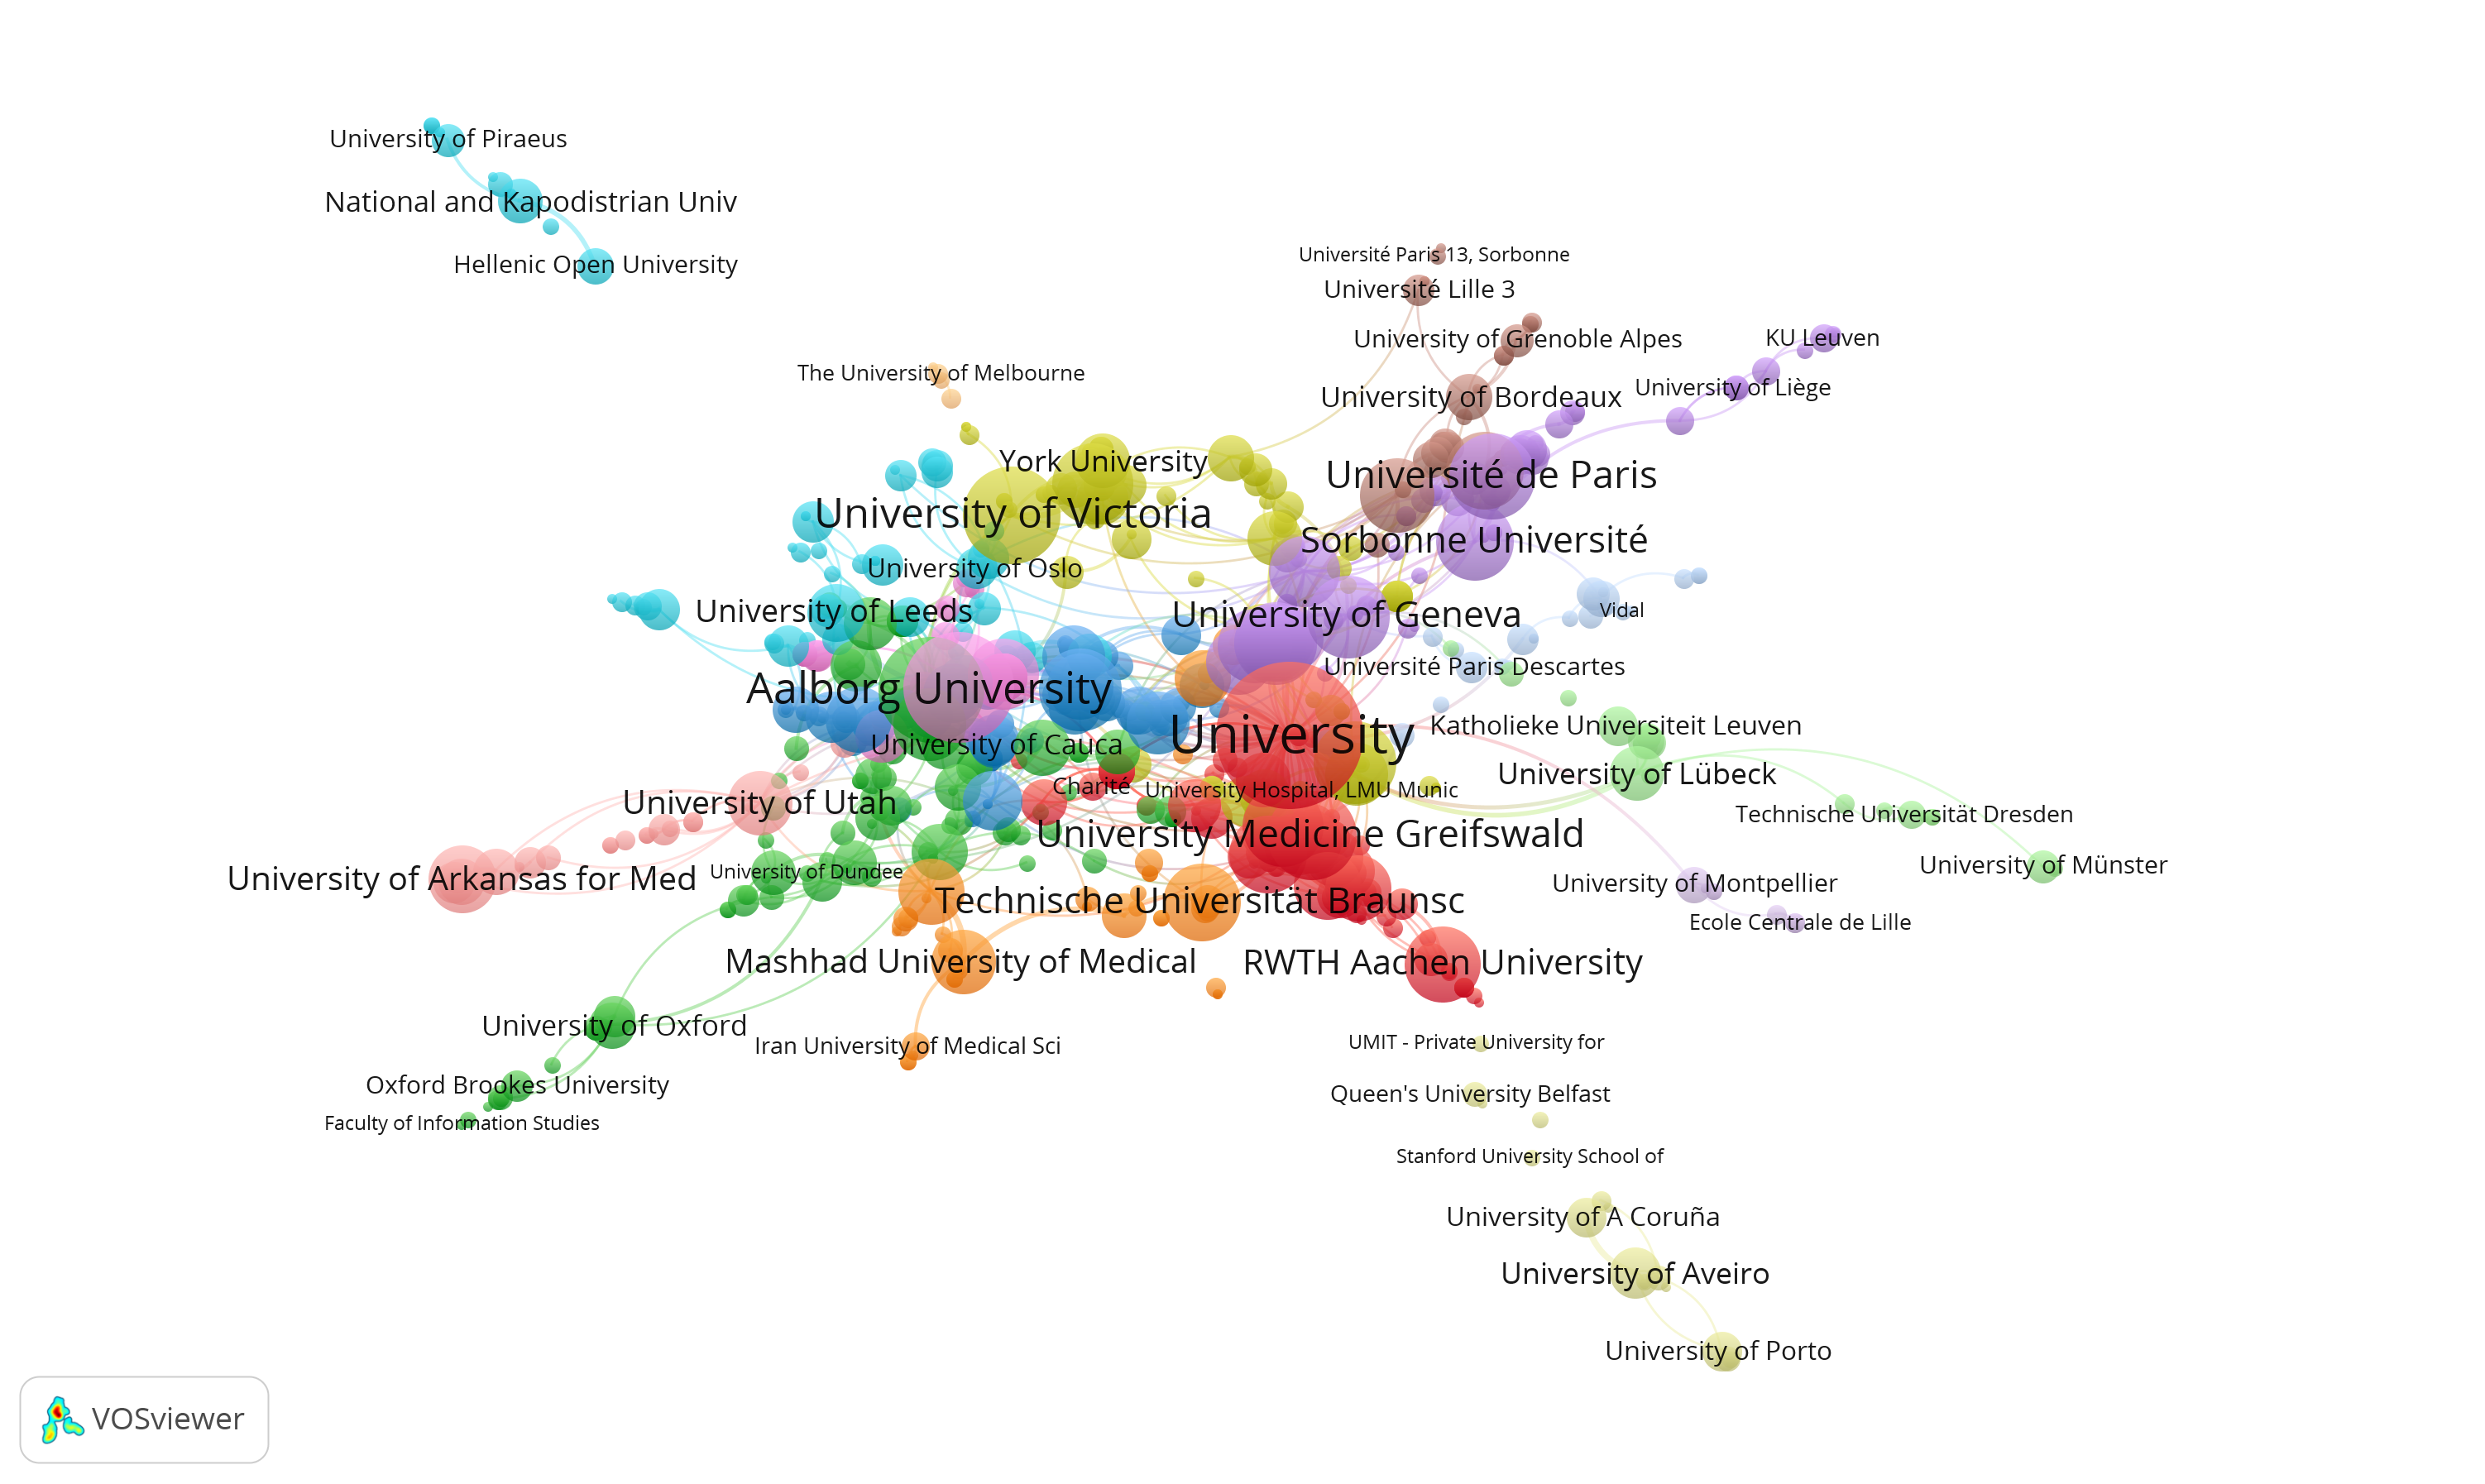 University of Piraeus
National and Kapodistrian Univ
Hellenic Open University
Université Paris 13, Sorbonne
Université Lille 3
University of Grenoble Alpes
KU Leuven
The University of Melbourne
University of Liège
University of Bordeaux
York University
Université de Paris
University of Victoria
Sorbonne Université
University of Oslo
University of Leeds
University of Geneva
Vidal
Université Paris Descartes
Aalborg University
Katholieke Universiteit Leuven
University
University of Cauca
University of Lübeck
Charité
University Hospital, LMU Munic
University of Utah
Technische Universität Dresden
University Medicine Greifswald
University of Münster
University of Dundee
University of Arkansas for Med
University of Montpellier
Technische Universität Braunsc
Ecole Centrale de Lille
Mashhad University of Medical
RWTH Aachen University
University of Oxford
Iran University of Medical Sci
UMIT - Private University for
Oxford Brookes University
Queen's University Belfast
Faculty of Information Studies
Stanford University School of
University of A Coruña
University of Aveiro
University of Porto
VOSviewer